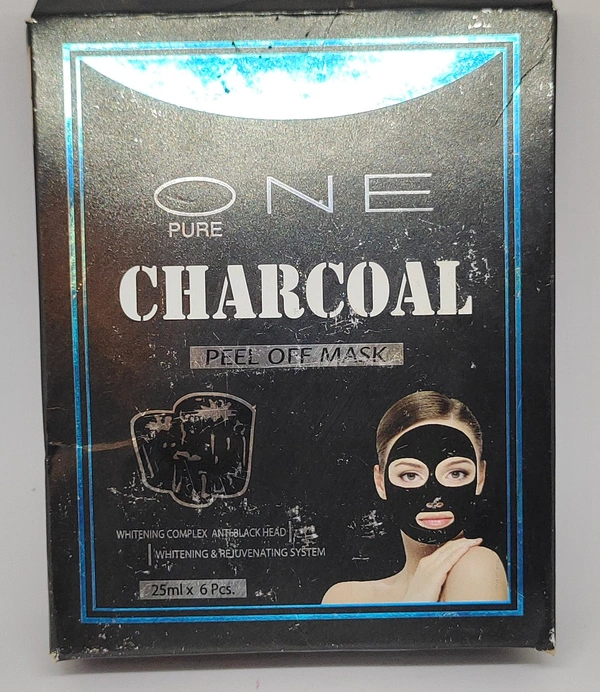 ONE
PURE
CHARCOAL
PEEL OFF MASK
WHITENING COMPLEX ANTI-BLACK HEAD
WHITENING & REJUVENATING SYSTEM
25ml x 6 Pcs.